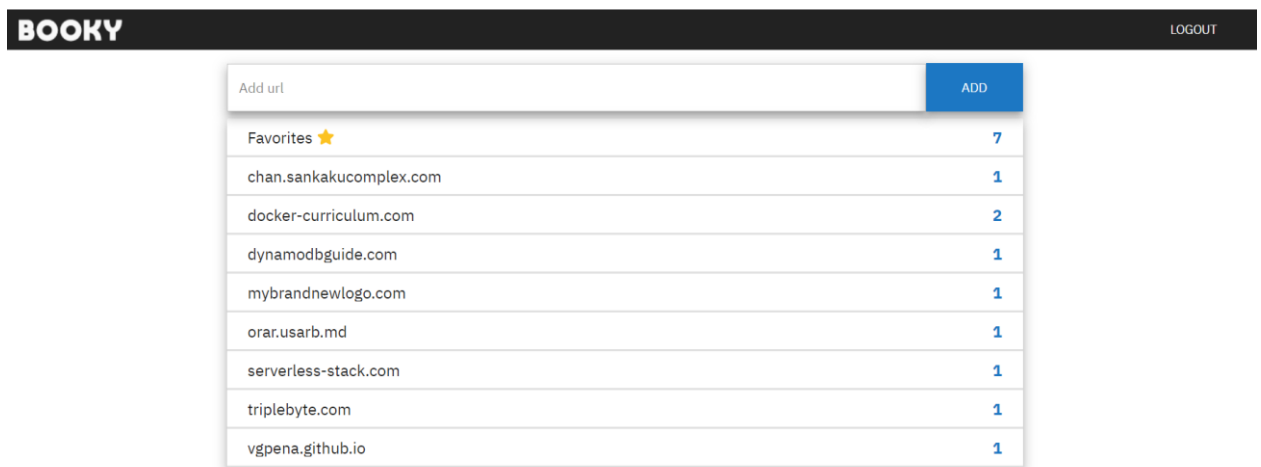 BOOKY LOGOUT
Add url ADD
Favorites 7
chan.sankakucomplex.com 1
docker-curriculum.com 2
dynamodbguide.com 1
mybrandnewlogo.com 1
orar.usarb.md 1
serverless-stack.com 1
triplebyte.com 1
vgpena.github.io 1